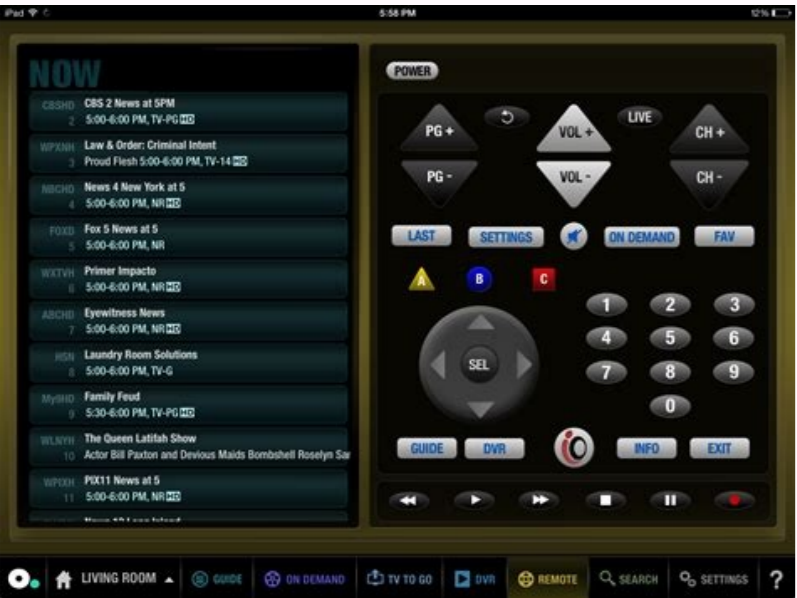 iPad 5:58 PM 12%
NOW
CBSHD CBS 2 News at 5PM
2 5:00-6:00 PM, TV-PG HD
WPXNH Law & Order: Criminal Intent
3 Proud Flesh 5:00-6:00 PM, TV-14 HD
NBCHD News 4 New York at 5
4 5:00-6:00 PM, NR HD
FOXD Fox 5 News at 5
5 5:00-6:00 PM, NR
WXTVH Primer Impacto
6 5:00-6:00 PM, NR HD
ABCHD Eyewitness News
7 5:00-6:00 PM, NR HD
HSN Laundry Room Solutions
8 5:00-6:00 PM, TV-G
My9HD Family Feud
9 5:30-6:00 PM, TV-PG HD
WLNYH The Queen Latifah Show
10 Actor Bill Paxton and Devious Maids Bombshell Roselyn Sar
WPIXH PIX11 News at 5
11 5:00-6:00 PM, NR HD
News 12 Long Island
POWER
PG + VOL + LIVE CH +
PG - VOL - CH -
LAST SETTINGS ON DEMAND FAV
A B C
1 2 3
4 5 6
SEL
7 8 9
0
GUIDE DVR iO INFO EXIT
LIVING ROOM GUIDE ON DEMAND TV TO GO DVR REMOTE SEARCH SETTINGS ?